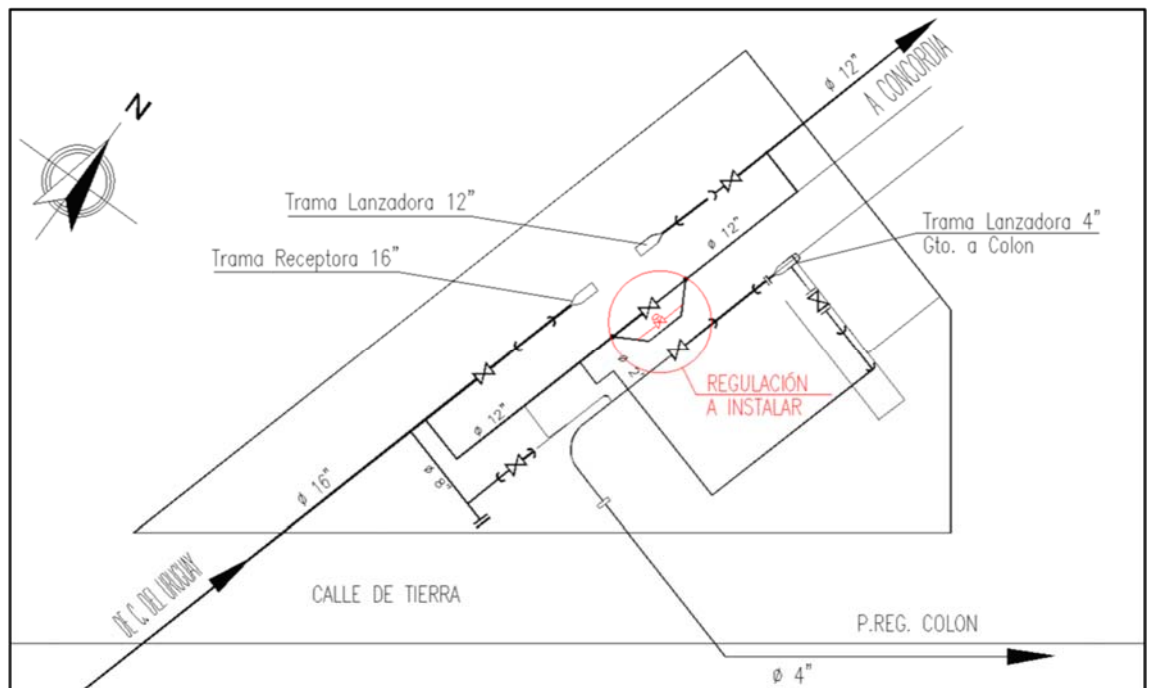 N
Ø 12"
A CONCORDIA
Trama Lanzadora 12"
Trama Receptora 16"
Ø 12"
Trama Lanzadora 4"
Gto. a Colon
REGULACIÓN
A INSTALAR
Ø 12"
Ø 8"
Ø 16"
DE C. DEL URUGUAY
CALLE DE TIERRA
P.REG. COLON
Ø 4"